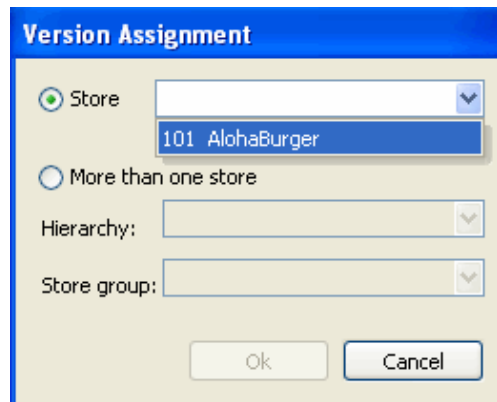 Version Assignment
Store
101 AlohaBurger
More than one store
Hierarchy:
Store group:
Ok Cancel